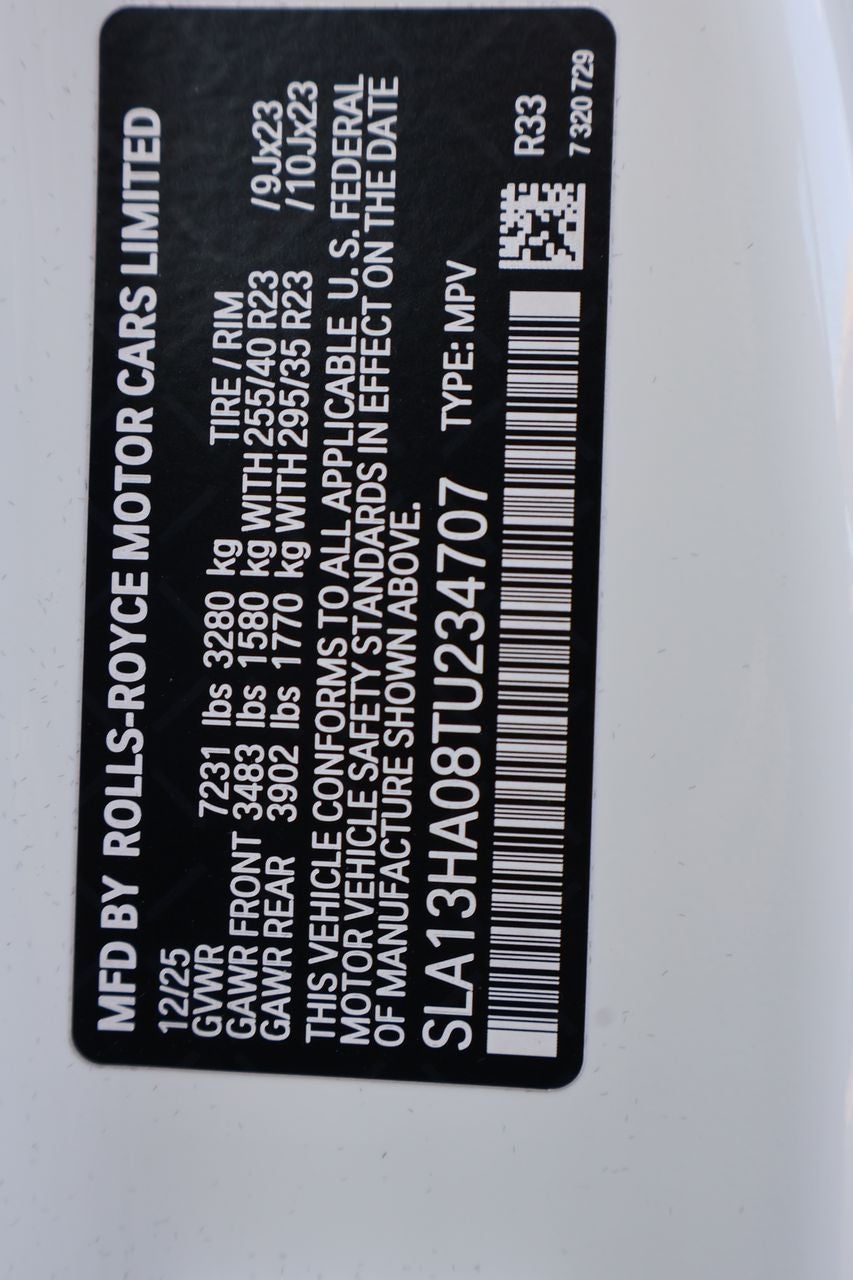 MFD BY ROLLS-ROYCE MOTOR CARS LIMITED
12/25
GVWR 7231 lbs 3280 kg TIRE / RIM
GAWR FRONT 3483 lbs 1580 kg WITH 255/40 R23 /9Jx23
GAWR REAR 3902 lbs 1770 kg WITH 295/35 R23 /10Jx23
THIS VEHICLE CONFORMS TO ALL APPLICABLE U.S. FEDERAL
MOTOR VEHICLE SAFETY STANDARDS IN EFFECT ON THE DATE
OF MANUFACTURE SHOWN ABOVE.
SLA13HA08TU234707 TYPE: MPV
R33
7 320 729